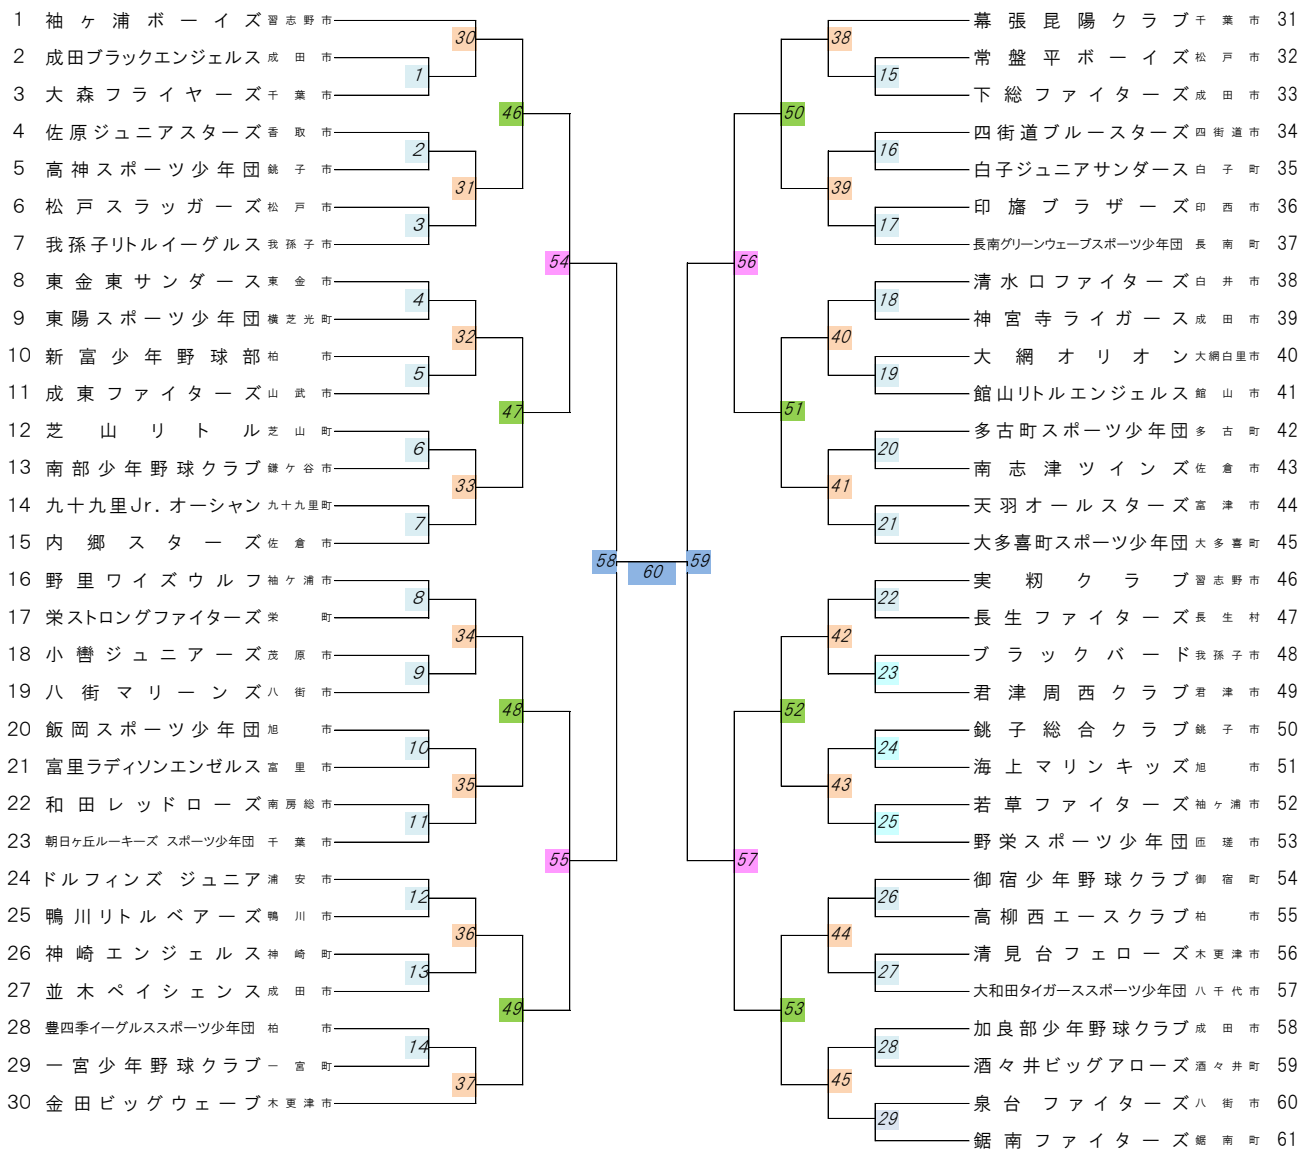 1 袖ヶ浦ボーイズ 習志野市
2 成田ブラックエンジェルス 成田市
3 大森フライヤーズ 千葉市
4 佐原ジュニアスターズ 香取市
5 高神スポーツ少年団 銚子市
6 松戸スラッガーズ 松戸市
7 我孫子リトルイーグルス 我孫子市
8 東金東サンダース 東金市
9 東陽スポーツ少年団 横芝光町
10 新富少年野球部 柏市
11 成東ファイターズ 山武市
12 芝山リトル 芝山町
13 南部少年野球クラブ 鎌ケ谷市
14 九十九里Jr.オーシャン 九十九里町
15 内郷スターズ 佐倉市
16 野里ワイズウルフ 袖ケ浦市
17 栄ストロングファイターズ 栄町
18 小轡ジュニアーズ 茂原市
19 八街マリーンズ 八街市
20 飯岡スポーツ少年団 旭市
21 富里ラディソンエンゼルス 富里市
22 和田レッドローズ 南房総市
23 朝日ヶ丘ルーキーズ スポーツ少年団 千葉市
24 ドルフィンズ ジュニア 浦安市
25 鴨川リトルベアーズ 鴨川市
26 神崎エンジェルス 神崎町
27 並木ペイシェンス 成田市
28 豊四季イーグルススポーツ少年団 柏市
29 一宮少年野球クラブ 一宮町
30 金田ビッグウェーブ 木更津市
1
2
3
4
5
6
7
8
9
10
11
12
13
14
30
31
32
33
34
35
36
37
46
47
48
49
54
55
58
60
59
56
57
50
51
52
53
38
39
40
41
42
43
44
45
15
16
17
18
19
20
21
22
23
24
25
26
27
28
29
幕張昆陽クラブ 千葉市 31
常盤平ボーイズ 松戸市 32
下総ファイターズ 成田市 33
四街道ブルースターズ 四街道市 34
白子ジュニアサンダース 白子町 35
印旛ブラザーズ 印西市 36
長南グリーンウェーブスポーツ少年団 長南町 37
清水口ファイターズ 白井市 38
神宮寺ライガース 成田市 39
大網オリオン 大網白里市 40
館山リトルエンジェルス 館山市 41
多古町スポーツ少年団 多古町 42
南志津ツインズ 佐倉市 43
天羽オールスターズ 富津市 44
大多喜町スポーツ少年団 大多喜町 45
実籾クラブ 習志野市 46
長生ファイターズ 長生村 47
ブラックバード 我孫子市 48
君津周西クラブ 君津市 49
銚子総合クラブ 銚子市 50
海上マリンキッズ 旭市 51
若草ファイターズ 袖ヶ浦市 52
野栄スポーツ少年団 匝瑳市 53
御宿少年野球クラブ 御宿町 54
高柳西エースクラブ 柏市 55
清見台フェローズ 木更津市 56
大和田タイガーススポーツ少年団 八千代市 57
加良部少年野球クラブ 成田市 58
酒々井ビッグアローズ 酒々井町 59
泉台 ファイターズ 八街市 60
鋸南ファイターズ 鋸南町 61